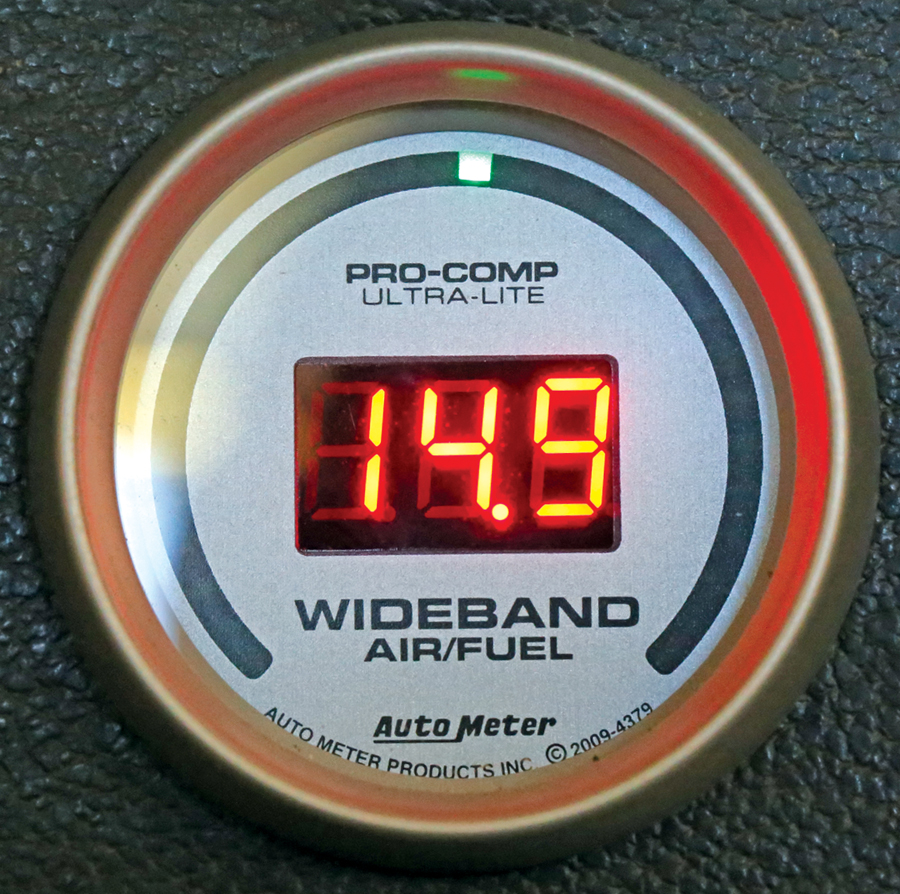 PRO-COMP
ULTRA-LITE
14.9
WIDEBAND
AIR/FUEL
Auto Meter
AUTO METER PRODUCTS INC. © 2009-4379